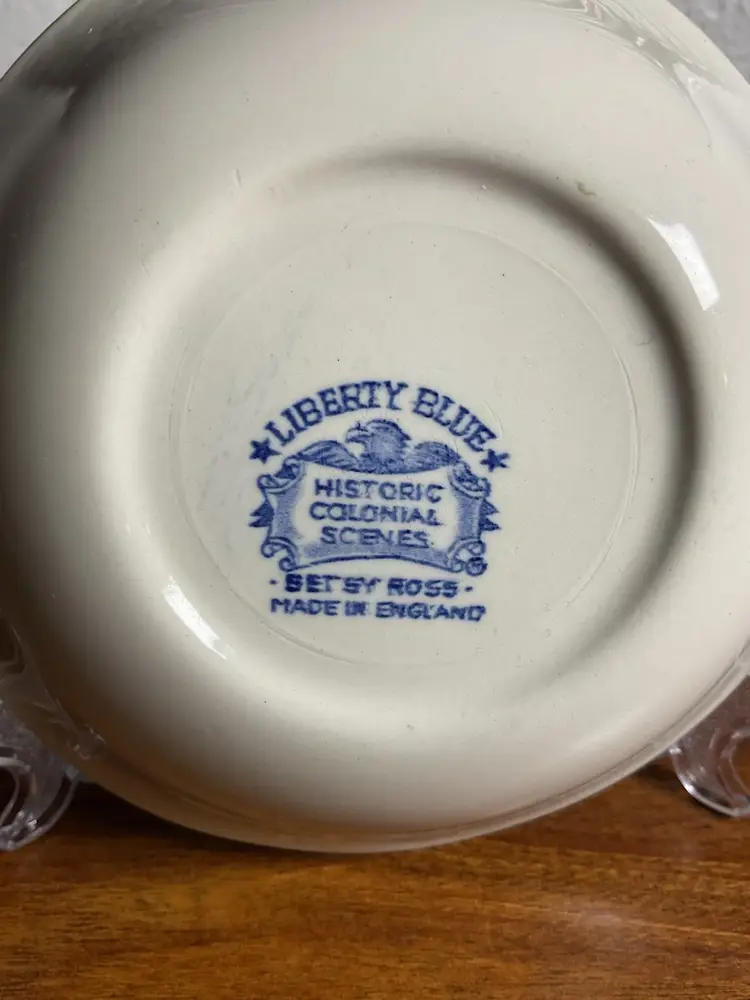 ★LIBERTY BLUE★
HISTORIC
COLONIAL
SCENES
·BETSY ROSS·
MADE IN ENGLAND